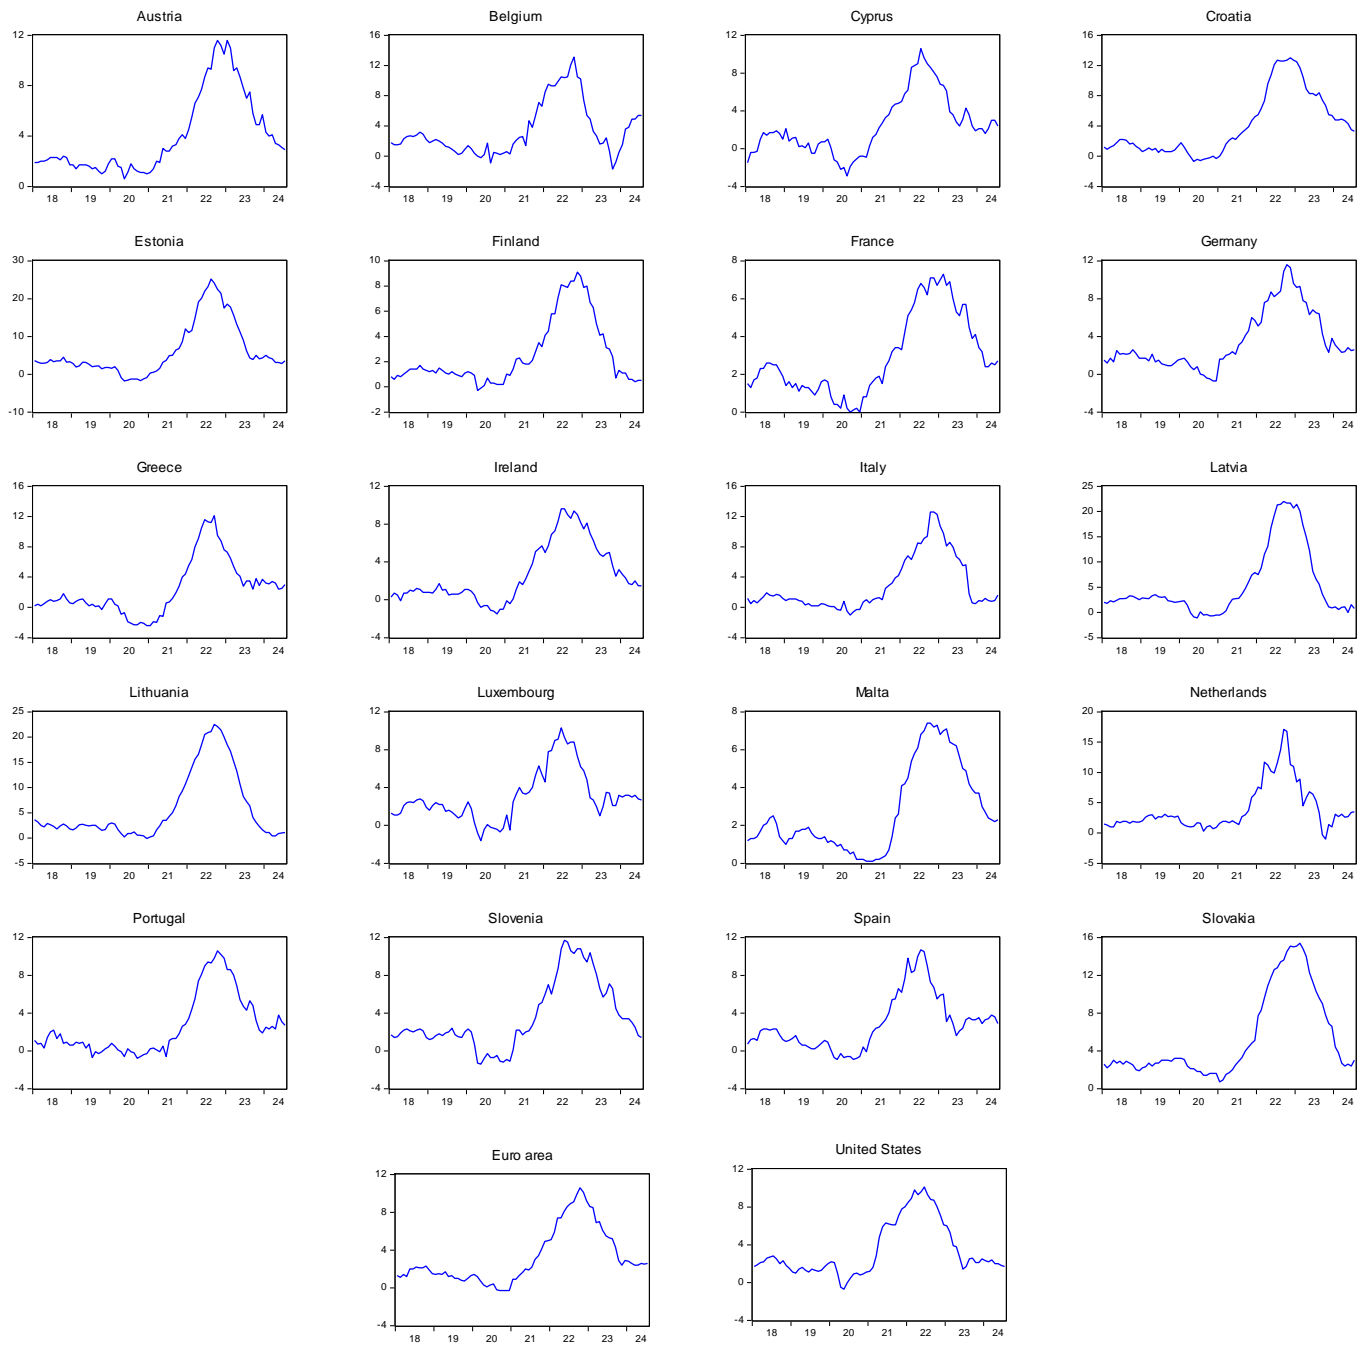 Austria Belgium Cyprus Croatia
12 16 12 16
8 12 8 12
4 8 4 8
0 4 0 4
0 -4 0
-4 -4
18 19 20 21 22 23 24 18 19 20 21 22 23 24 18 19 20 21 22 23 24 18 19 20 21 22 23 24
Estonia Finland France Germany
30 10 8 12
20 8 6 8
10 6 4 4
0 4 2 0
-10 2 0 -4
0
-2
18 19 20 21 22 23 24 18 19 20 21 22 23 24 18 19 20 21 22 23 24 18 19 20 21 22 23 24
Greece Ireland Italy Latvia
16 12 16 25
12 8 12 20
8 4 8 15
4 0 4 10
0 -4 0 5
-4 -4 0
-5
18 19 20 21 22 23 24 18 19 20 21 22 23 24 18 19 20 21 22 23 24 18 19 20 21 22 23 24
Lithuania Luxembourg Malta Netherlands
25 12 8 20
20 8 6 15
15 4 4 10
10 0 2 5
5 -4 0 0
0 -5
-5
18 19 20 21 22 23 24 18 19 20 21 22 23 24 18 19 20 21 22 23 24 18 19 20 21 22 23 24
Portugal Slovenia Spain Slovakia
12 12 12 16
8 8 8 12
4 4 4 8
0 0 0 4
-4 -4 -4 0
18 19 20 21 22 23 24 18 19 20 21 22 23 24 18 19 20 21 22 23 24 18 19 20 21 22 23 24
Euro area United States
12 12
8 8
4 4
0 0
-4 -4
18 19 20 21 22 23 24 18 19 20 21 22 23 24